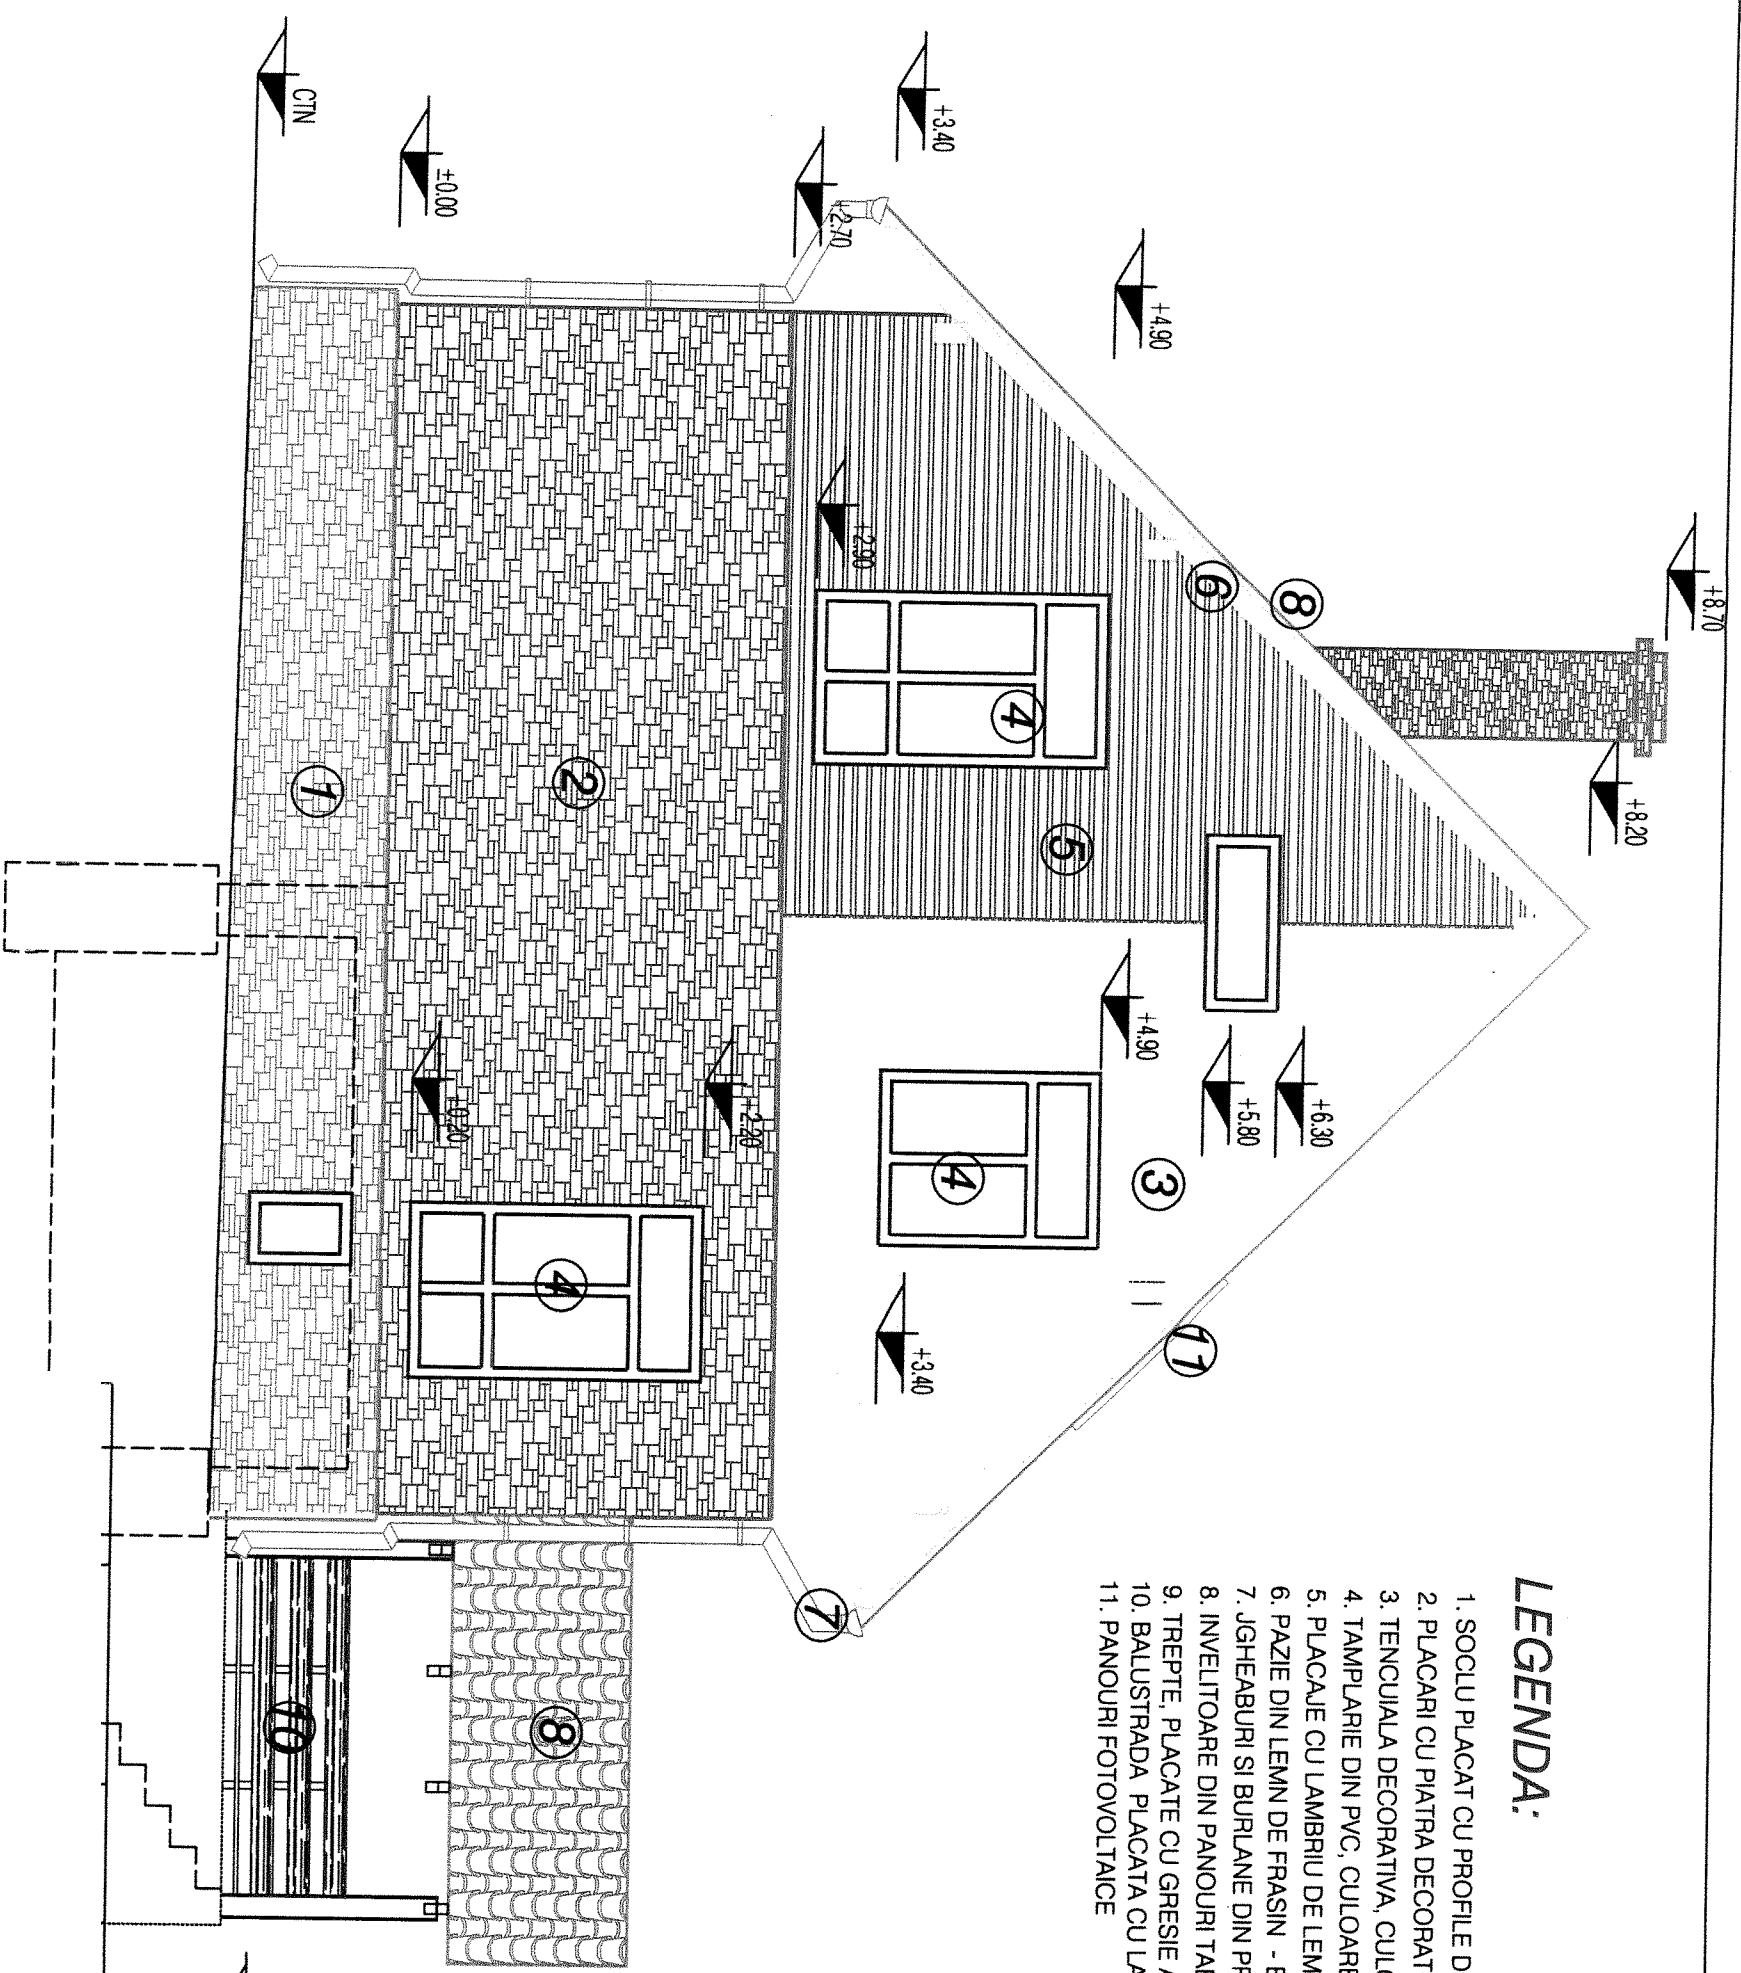 +8.70
+8.20
+6.30
+5.80
+4.90
+4.90
+3.40
+3.40
+2.90
+2.70
+2.20
+0.20
±0.00
CTN
8
6
4
5
3
4
11
2
4
1
7
8
10
LEGENDA:
1. SOCLU PLACAT CU PROFILE D
2. PLACARI CU PIATRA DECORAT
3. TENCUIALA DECORATIVA, CULO
4. TAMPLARIE DIN PVC, CULOARE
5. PLACAJE CU LAMBRIU DE LEM
6. PAZIE DIN LEMN DE FRASIN -
7. JGHEABURI SI BURLANE DIN PR
8. INVELITOARE DIN PANOURI TAB
9. TREPTE, PLACATE CU GRESIE A
10. BALUSTRADA PLACATA CU LA
11. PANOURI FOTOVOLTAICE